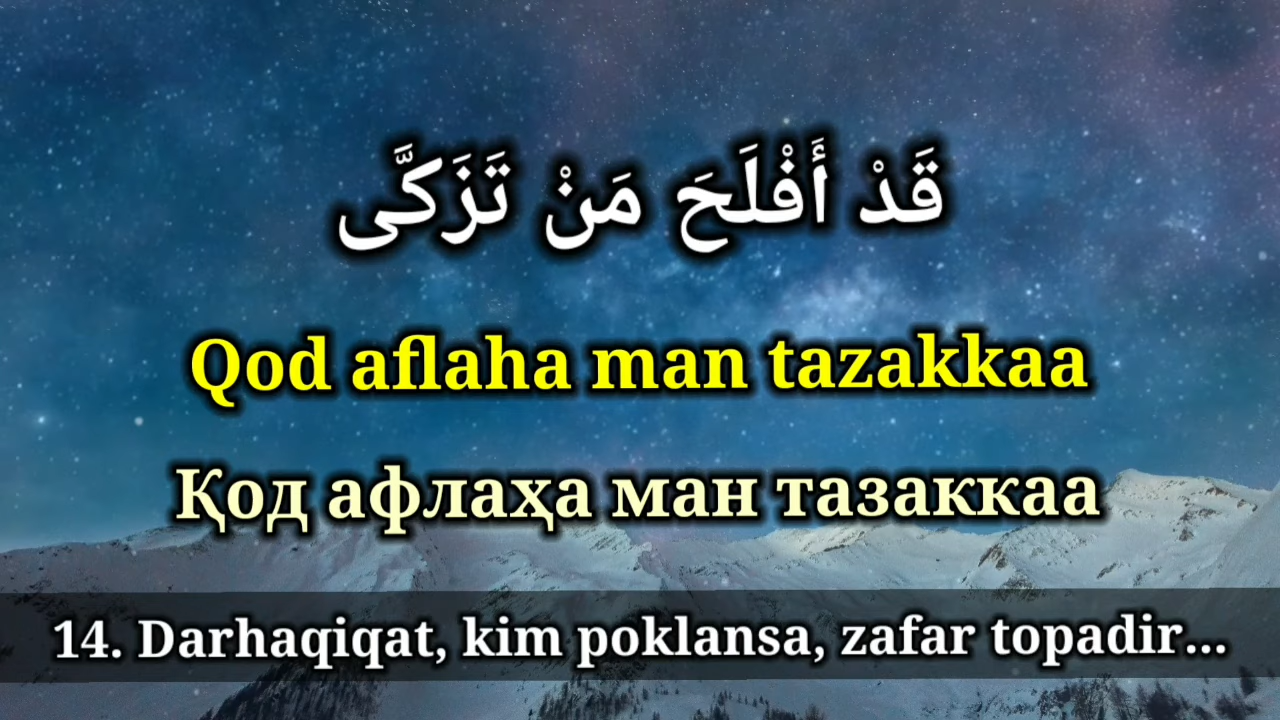 قَدْ أَفْلَحَ مَنْ تَزَكَّى
Qod aflaha man tazakkaa
Қод афлаҳа ман тазаккаа
14. Darhaqiqat, kim poklansa, zafar topadir...